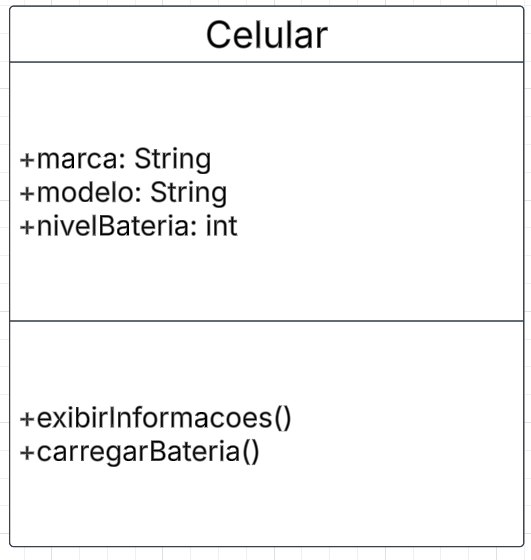 Celular
+marca: String
+modelo: String
+nivelBateria: int
+exibirInformacoes()
+carregarBateria()